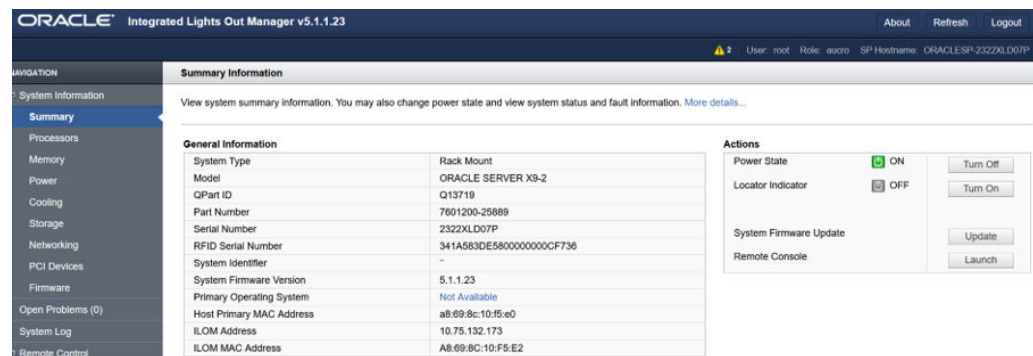 ORACLE Integrated Lights Out Manager v5.1.1.23
About Refresh Logout
2 User: root Role: aucro SP Hostname: ORACLESP-2322XLD07P
NAVIGATION
System Information
Summary
Processors
Memory
Power
Cooling
Storage
Networking
PCI Devices
Firmware
Open Problems (0)
System Log
Remote Control
Summary Information
View system summary information. You may also change power state and view system status and fault information. More details...
General Information
System Type Rack Mount
Model ORACLE SERVER X9-2
QPart ID Q13719
Part Number 7601200-25889
Serial Number 2322XLD07P
RFID Serial Number 341A583DE5800000000CF736
System Identifier -
System Firmware Version 5.1.1.23
Primary Operating System Not Available
Host Primary MAC Address a8:69:8c:10:f5:e0
ILOM Address 10.75.132.173
ILOM MAC Address A8:69:8C:10:F5:E2
Actions
Power State ON Turn Off
Locator Indicator OFF Turn On
System Firmware Update Update
Remote Console Launch